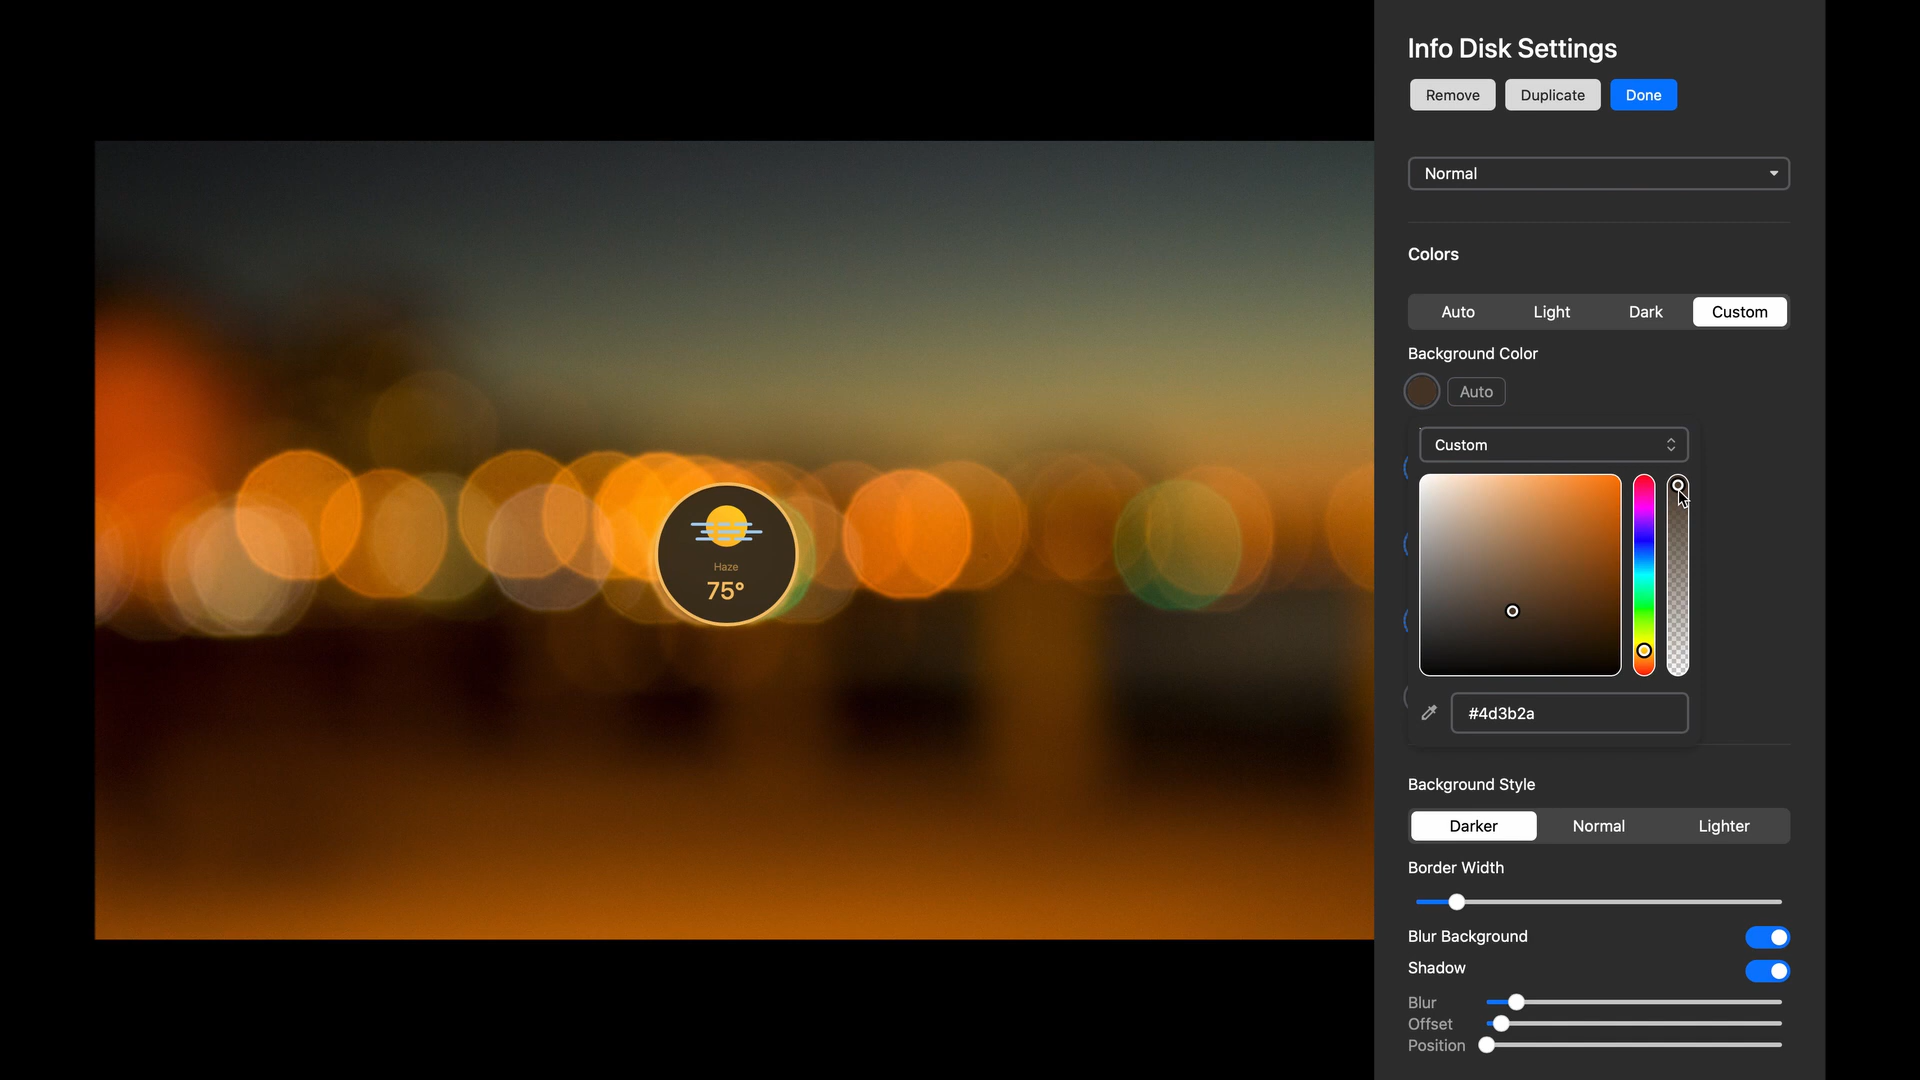 Info Disk Settings
Remove Duplicate Done
Normal
Colors
Auto Light Dark Custom
Background Color
Auto
Custom
#4d3b2a
Haze
75°
Background Style
Darker Normal Lighter
Border Width
Blur Background
Shadow
Blur
Offset
Position